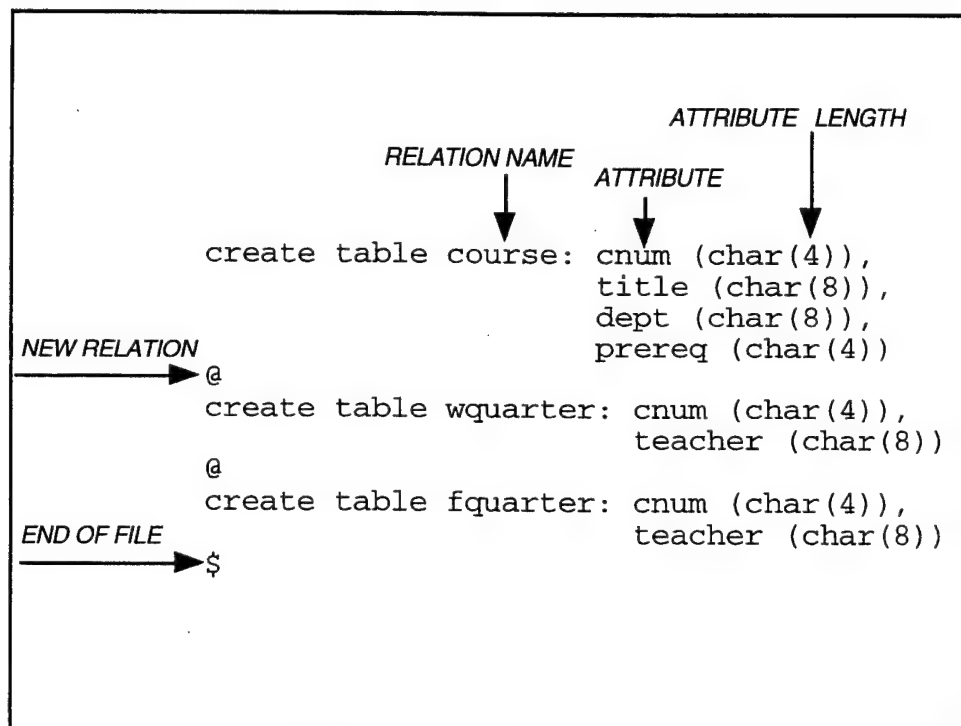 ATTRIBUTE LENGTH
RELATION NAME
ATTRIBUTE
create table course: cnum (char(4)),
title (char(8)),
dept (char(8)),
prereq (char(4))
NEW RELATION
@
create table wquarter: cnum (char(4)),
teacher (char(8))
@
create table fquarter: cnum (char(4)),
teacher (char(8))
END OF FILE
$